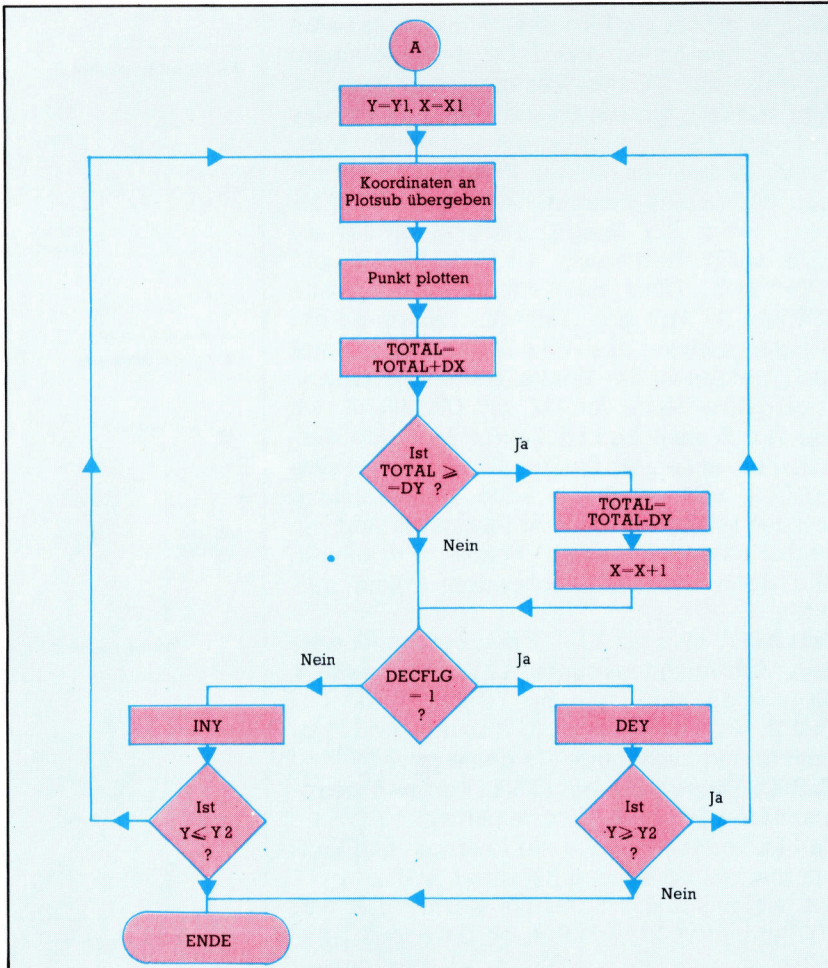 A
Y=Y1, X=X1
Koordinaten an
Plotsub übergeben
Punkt plotten
TOTAL=
TOTAL+DX
Ist
TOTAL ⩾
=DY ?
Ja
Nein
TOTAL=
TOTAL-DY
X=X+1
DECFLG
= 1
?
Nein
Ja
INY
DEY
Ist
Y⩽Y2
?
Ist
Y⩾Y2
?
Ja
Nein
ENDE